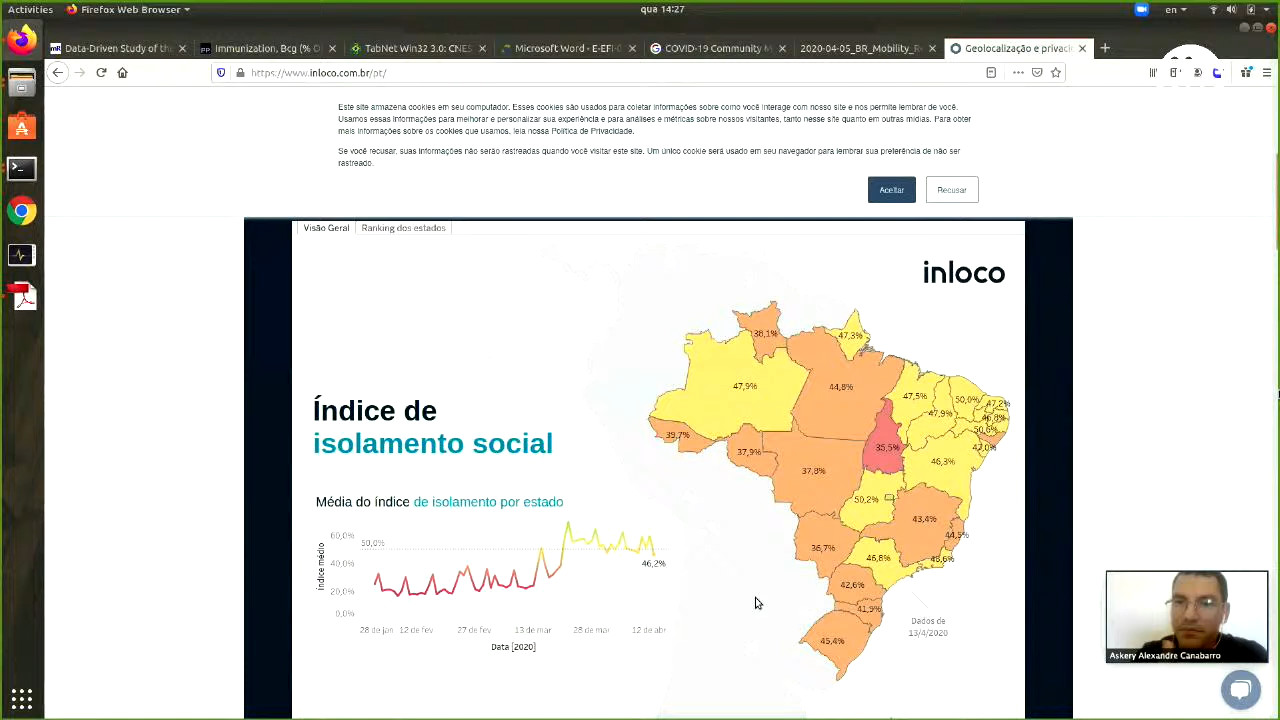 Activities
Firefox Web Browser
qua 14:27
en
Data-Driven Study of the
Immunization, Bcg (% O
TabNet Win32 3.0: CNES
Microsoft Word - E-EFI-0
COVID-19 Community M
2020-04-05_BR_Mobility_Re
Geolocalização e privacid
https://www.inloco.com.br/pt/
Este site armazena cookies em seu computador. Esses cookies são usados para coletar informações sobre como você interage com nosso site e nos permite lembrar de você.
Usamos essas informações para melhorar e personalizar sua experiência e para análises e métricas sobre nossos visitantes, tanto nesse site quanto em outras mídias. Para obter
mais informações sobre os cookies que usamos, leia nossa Política de Privacidade.
Se você recusar, suas informações não serão rastreadas quando você visitar este site. Um único cookie será usado em seu navegador para lembrar sua preferência de não ser
rastreado.
Aceitar
Recusar
Visão Geral
Ranking dos estados
inloco
38,1%
47,3%
47,9%
44,8%
47,5%
50,0%
47,2%
47,9%
46,8%
50,6%
47,0%
39,7%
37,9%
37,8%
35,5%
46,3%
50,2%
43,4%
44,5%
36,7%
46,8%
48,6%
42,6%
41,9%
45,4%
Índice de
isolamento social
Média do índice de isolamento por estado
Índice médio
60,0%
50,0%
40,0%
20,0%
0,0%
46,2%
28 de jan
12 de fev
27 de fev
13 de mar
28 de mar
12 de abr
Data [2020]
Dados de
13/4/2020
Askery Alexandre Canabarro